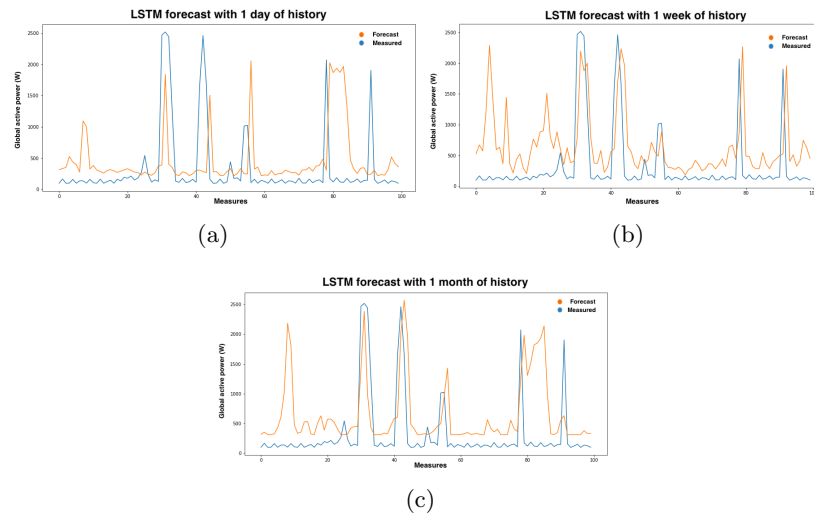 LSTM forecast with 1 day of history
Forecast
Measured
Global active power (W)
2500
2000
1500
1000
500
0
0 20 40 60 80 100
Measures
(a)
LSTM forecast with 1 week of history
Forecast
Measured
Global active power (W)
2500
2000
1500
1000
500
0
0 20 40 60 80 100
Measures
(b)
LSTM forecast with 1 month of history
Forecast
Measured
Global active power (W)
2500
2000
1500
1000
500
0
0 20 40 60 80 100
Measures
(c)